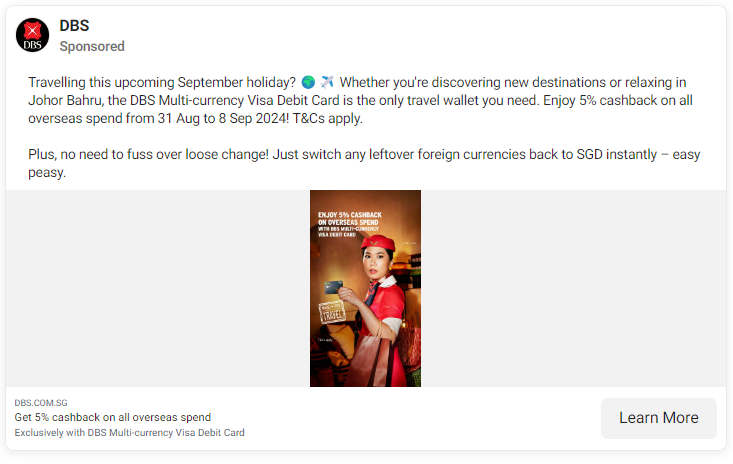 DBS
DBS
Sponsored
Travelling this upcoming September holiday? 🌍 ✈️ Whether you're discovering new destinations or relaxing in
Johor Bahru, the DBS Multi-currency Visa Debit Card is the only travel wallet you need. Enjoy 5% cashback on all
overseas spend from 31 Aug to 8 Sep 2024! T&Cs apply.
Plus, no need to fuss over loose change! Just switch any leftover foreign currencies back to SGD instantly – easy
peasy.
ENJOY 5% CASHBACK
ON OVERSEAS SPEND
WITH DBS MULTI-CURRENCY
VISA DEBIT CARD
TRAVEL
T&Cs apply.
DBS.COM.SG
Get 5% cashback on all overseas spend
Exclusively with DBS Multi-currency Visa Debit Card
Learn More